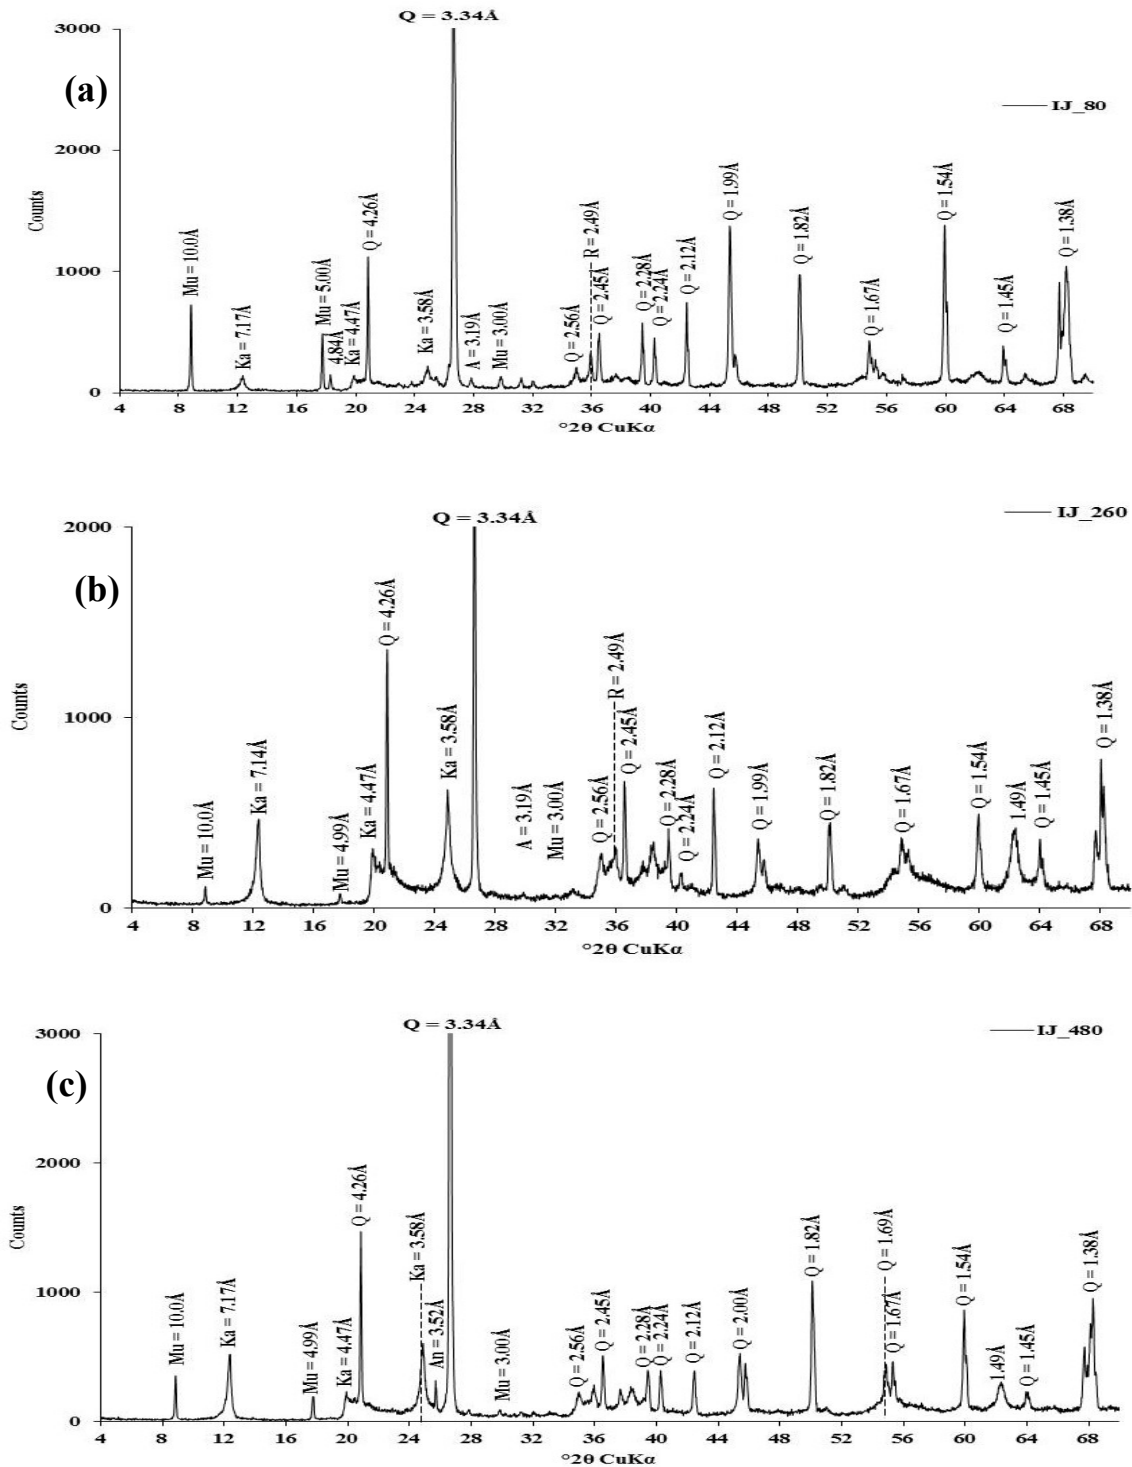 Q = 3.34Å
3000
(a)
IJ_80
2000
Counts
1000
0
Mu = 10.0Å
Ka = 7.17Å
Mu = 5.00Å
4.84Å
Ka = 4.47Å
Q = 4.26Å
Ka = 3.58Å
A = 3.19Å
Mu = 3.00Å
Q = 2.56Å
R = 2.49Å
Q = 2.45Å
Q = 2.28Å
Q = 2.24Å
Q = 2.12Å
Q = 1.99Å
Q = 1.82Å
Q = 1.67Å
Q = 1.54Å
Q = 1.45Å
Q = 1.38Å
4 8 12 16 20 24 28 32 36 40 44 48 52 56 60 64 68
°2θ CuKα
Q = 3.34Å
2000
IJ_260
(b)
Counts
1000
0
Mu = 10.0Å
Ka = 7.14Å
Mu = 4.99Å
Ka = 4.47Å
Q = 4.26Å
Ka = 3.58Å
A = 3.19Å
Mu = 3.00Å
Q = 2.56Å
R = 2.49Å
Q = 2.45Å
Q = 2.28Å
Q = 2.24Å
Q = 2.12Å
Q = 1.99Å
Q = 1.82Å
Q = 1.67Å
Q = 1.54Å
1.49Å
Q = 1.45Å
Q = 1.38Å
4 8 12 16 20 24 28 32 36 40 44 48 52 56 60 64 68
°2θ CuKα
Q = 3.34Å
3000
IJ_480
(c)
2000
Counts
1000
0
Mu = 10.0Å
Ka = 7.17Å
Mu = 4.99Å
Ka = 4.47Å
Q = 4.26Å
Ka = 3.58Å
An = 3.52Å
Mu = 3.00Å
Q = 2.56Å
Q = 2.45Å
Q = 2.28Å
Q = 2.24Å
Q = 2.12Å
Q = 2.00Å
Q = 1.82Å
Q = 1.69Å
Q = 1.67Å
Q = 1.54Å
1.49Å
Q = 1.45Å
Q = 1.38Å
4 8 12 16 20 24 28 32 36 40 44 48 52 56 60 64 68
°2θ CuKα